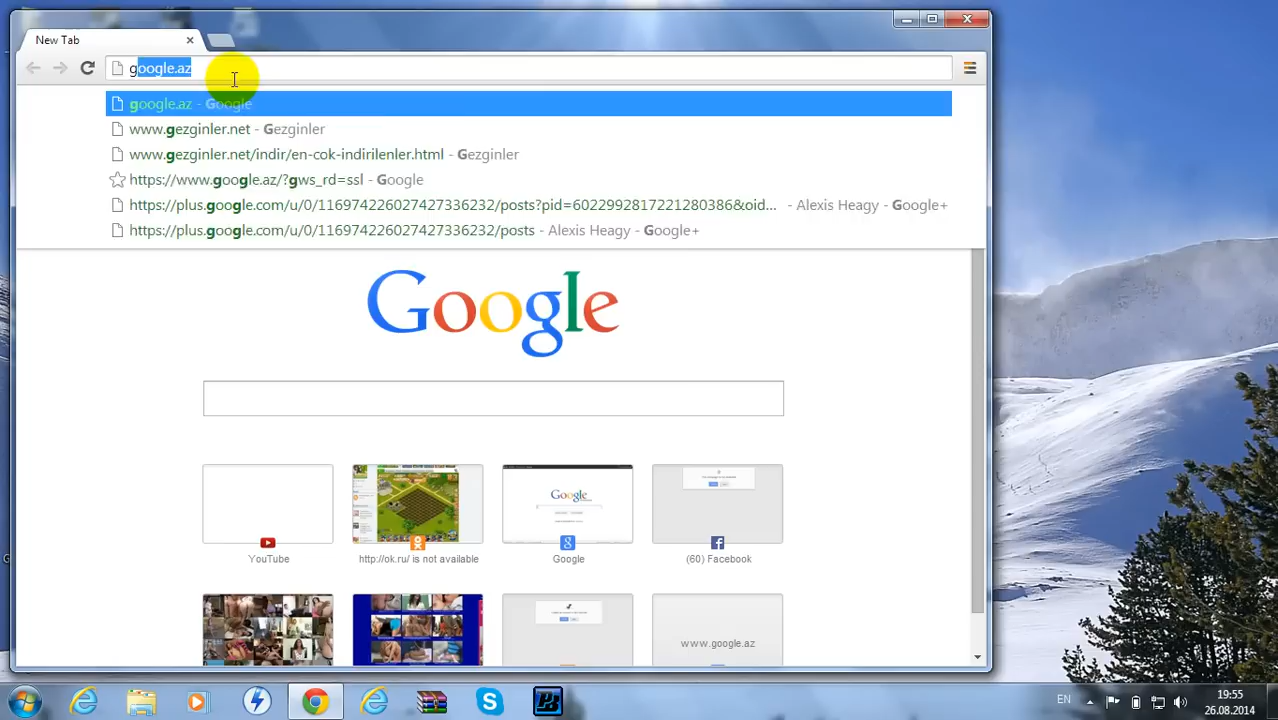 New Tab
google.az
google.az - Google
www.gezginler.net - Gezginler
www.gezginler.net/indir/en-cok-indirilenler.html - Gezginler
https://www.google.az/?gws_rd=ssl - Google
https://plus.google.com/u/0/116974226027427336232/posts?pid=6022992817221280386&oid... - Alexis Heagy - Google+
https://plus.google.com/u/0/116974226027427336232/posts - Alexis Heagy - Google+
Google
Google
YouTube
http://ok.ru/ is not available
Google
(60) Facebook
www.google.az
EN
19:55
26.08.2014